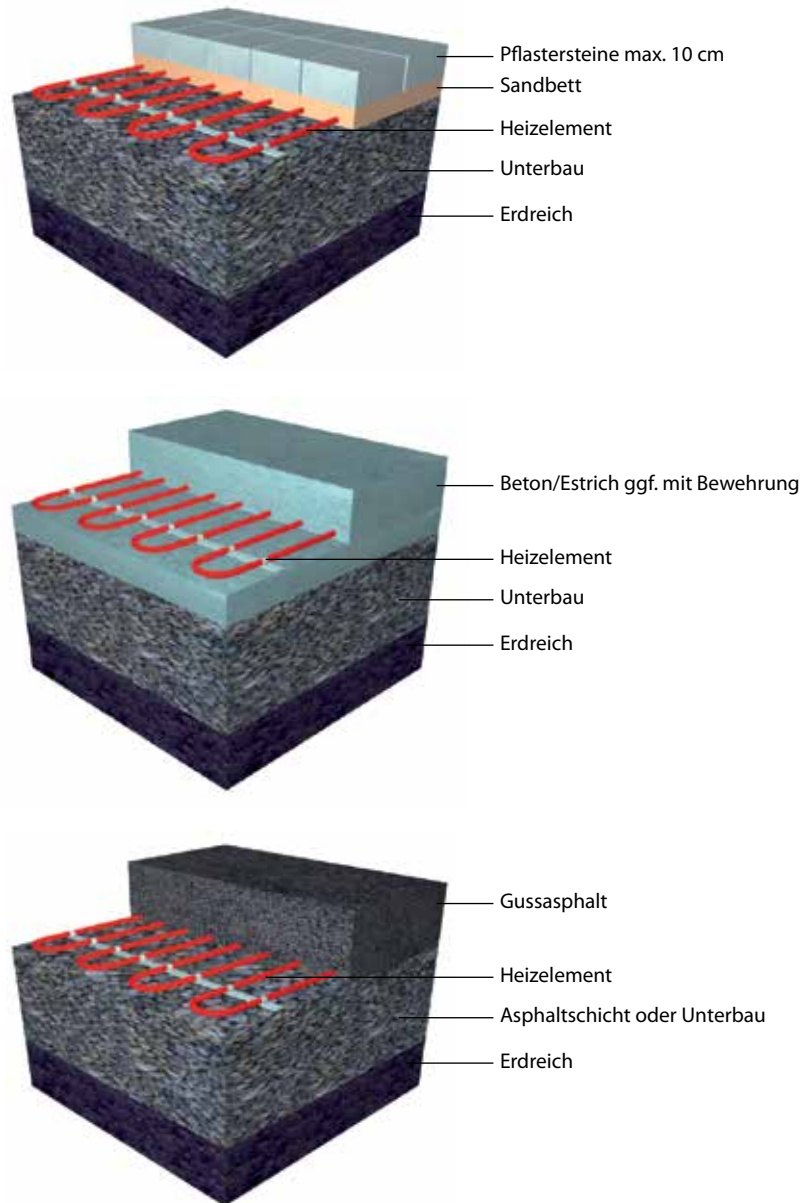 Pflastersteine max. 10 cm
Sandbett
Heizelement
Unterbau
Erdreich
Beton/Estrich ggf. mit Bewehrung
Heizelement
Unterbau
Erdreich
Gussasphalt
Heizelement
Asphaltschicht oder Unterbau
Erdreich